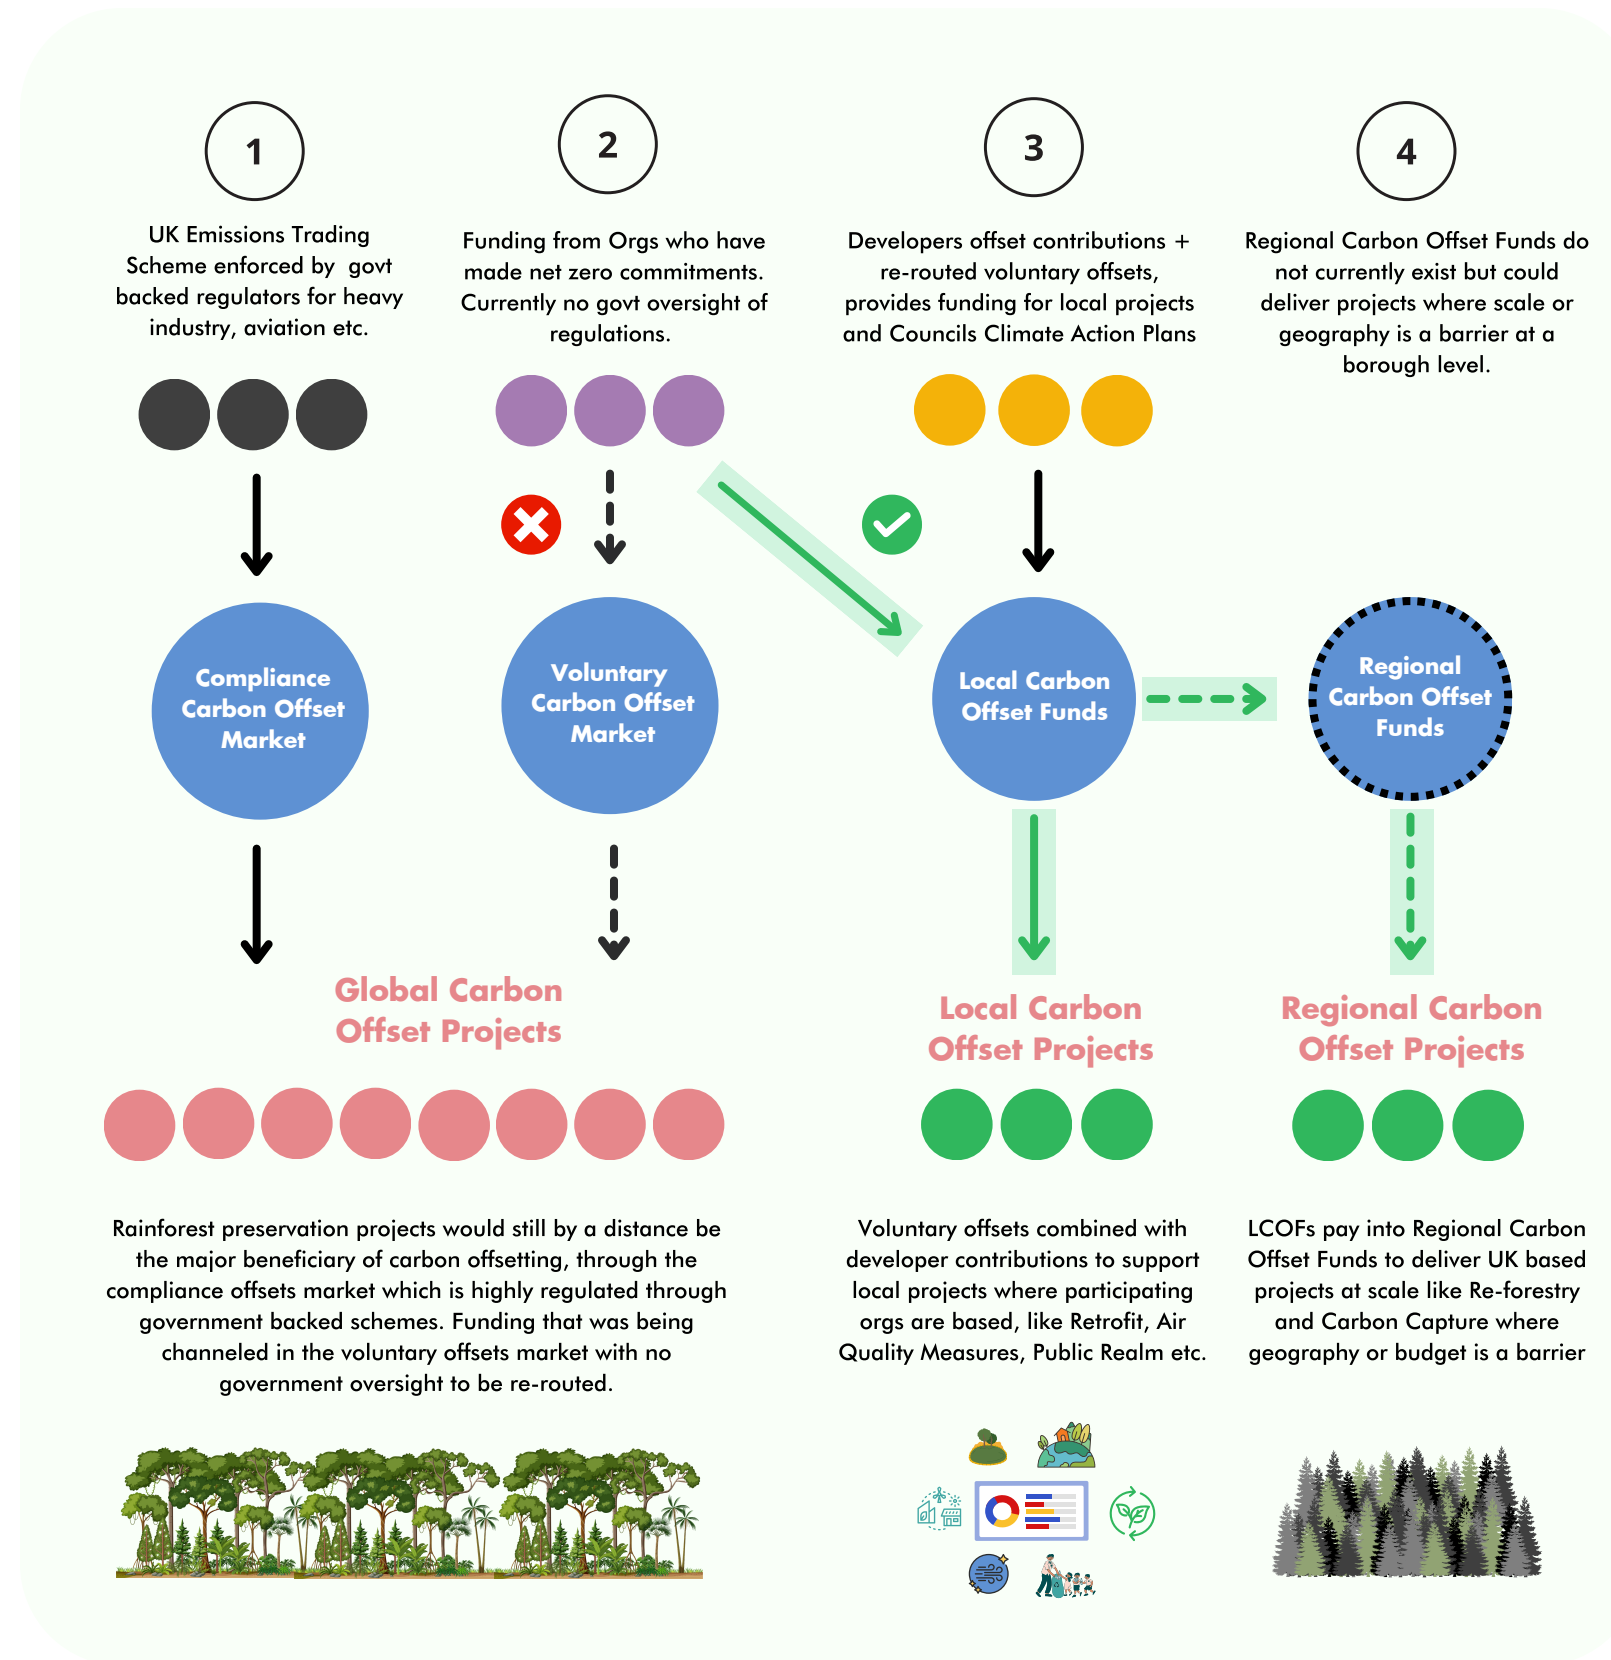 1
UK Emissions Trading
Scheme enforced by govt
backed regulators for heavy
industry, aviation etc.
2
Funding from Orgs who have
made net zero commitments.
Currently no govt oversight of
regulations.
3
Developers offset contributions +
re-routed voluntary offsets,
provides funding for local projects
and Councils Climate Action Plans
4
Regional Carbon Offset Funds do
not currently exist but could
deliver projects where scale or
geography is a barrier at a
borough level.
Compliance
Carbon Offset
Market
Voluntary
Carbon Offset
Market
Local Carbon
Offset Funds
Regional
Carbon Offset
Funds
Global Carbon
Offset Projects
Local Carbon
Offset Projects
Regional Carbon
Offset Projects
Rainforest preservation projects would still by a distance be
the major beneficiary of carbon offsetting, through the
compliance offsets market which is highly regulated through
government backed schemes. Funding that was being
channeled in the voluntary offsets market with no
government oversight to be re-routed.
Voluntary offsets combined with
developer contributions to support
local projects where participating
orgs are based, like Retrofit, Air
Quality Measures, Public Realm etc.
LCOFs pay into Regional Carbon
Offset Funds to deliver UK based
projects at scale like Re-forestry
and Carbon Capture where
geography or budget is a barrier